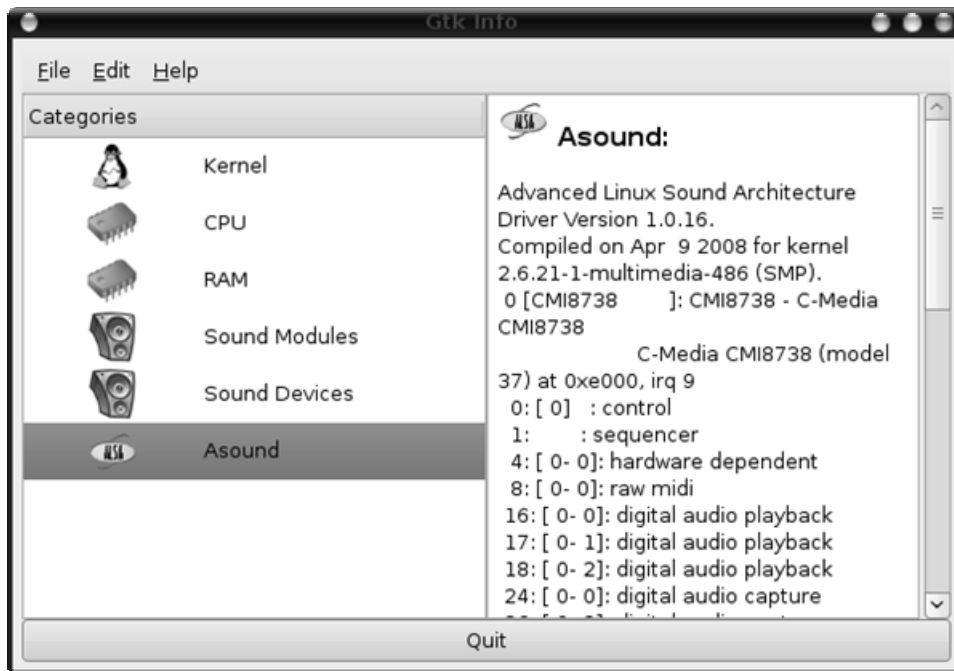 Gtk Info
File Edit Help
Categories
Kernel
CPU
RAM
Sound Modules
Sound Devices
ALSA Asound
ALSA Asound:
Advanced Linux Sound Architecture
Driver Version 1.0.16.
Compiled on Apr 9 2008 for kernel
2.6.21-1-multimedia-486 (SMP).
0 [CMI8738 ]: CMI8738 - C-Media
CMI8738
C-Media CMI8738 (model
37) at 0xe000, irq 9
0: [ 0] : control
1: : sequencer
4: [ 0- 0]: hardware dependent
8: [ 0- 0]: raw midi
16: [ 0- 0]: digital audio playback
17: [ 0- 1]: digital audio playback
18: [ 0- 2]: digital audio playback
24: [ 0- 0]: digital audio capture
Quit